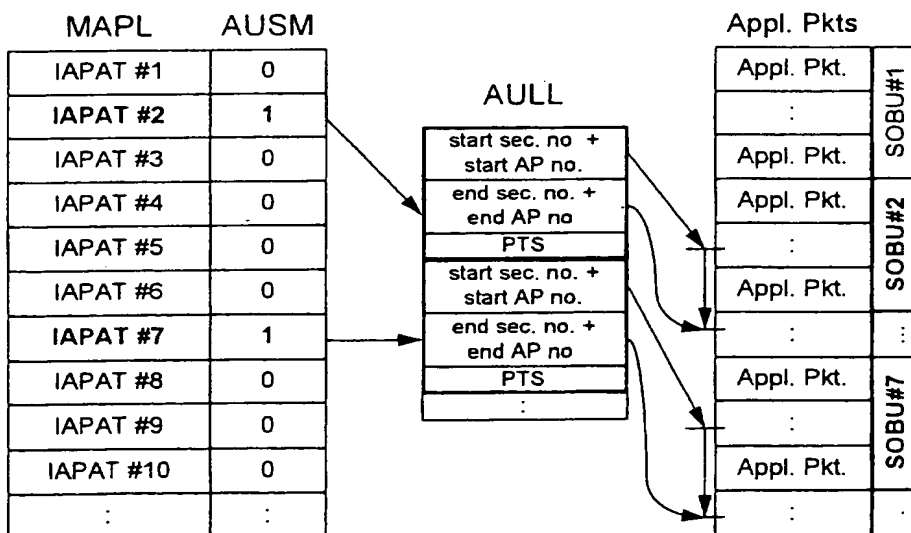 MAPL AUSM
IAPAT #1 0
IAPAT #2 1
IAPAT #3 0
IAPAT #4 0
IAPAT #5 0
IAPAT #6 0
IAPAT #7 1
IAPAT #8 0
IAPAT #9 0
IAPAT #10 0
: :
AULL
start sec. no +
start AP no.
end sec. no. +
end AP no
PTS
start sec. no. +
start AP no.
end sec. no. +
end AP no
PTS
:
Appl. Pkts
Appl. Pkt.
:
Appl. Pkt.
SOBU#1
Appl. Pkt.
:
Appl. Pkt.
SOBU#2
: ...
Appl. Pkt.
:
Appl. Pkt.
SOBU#7
: :